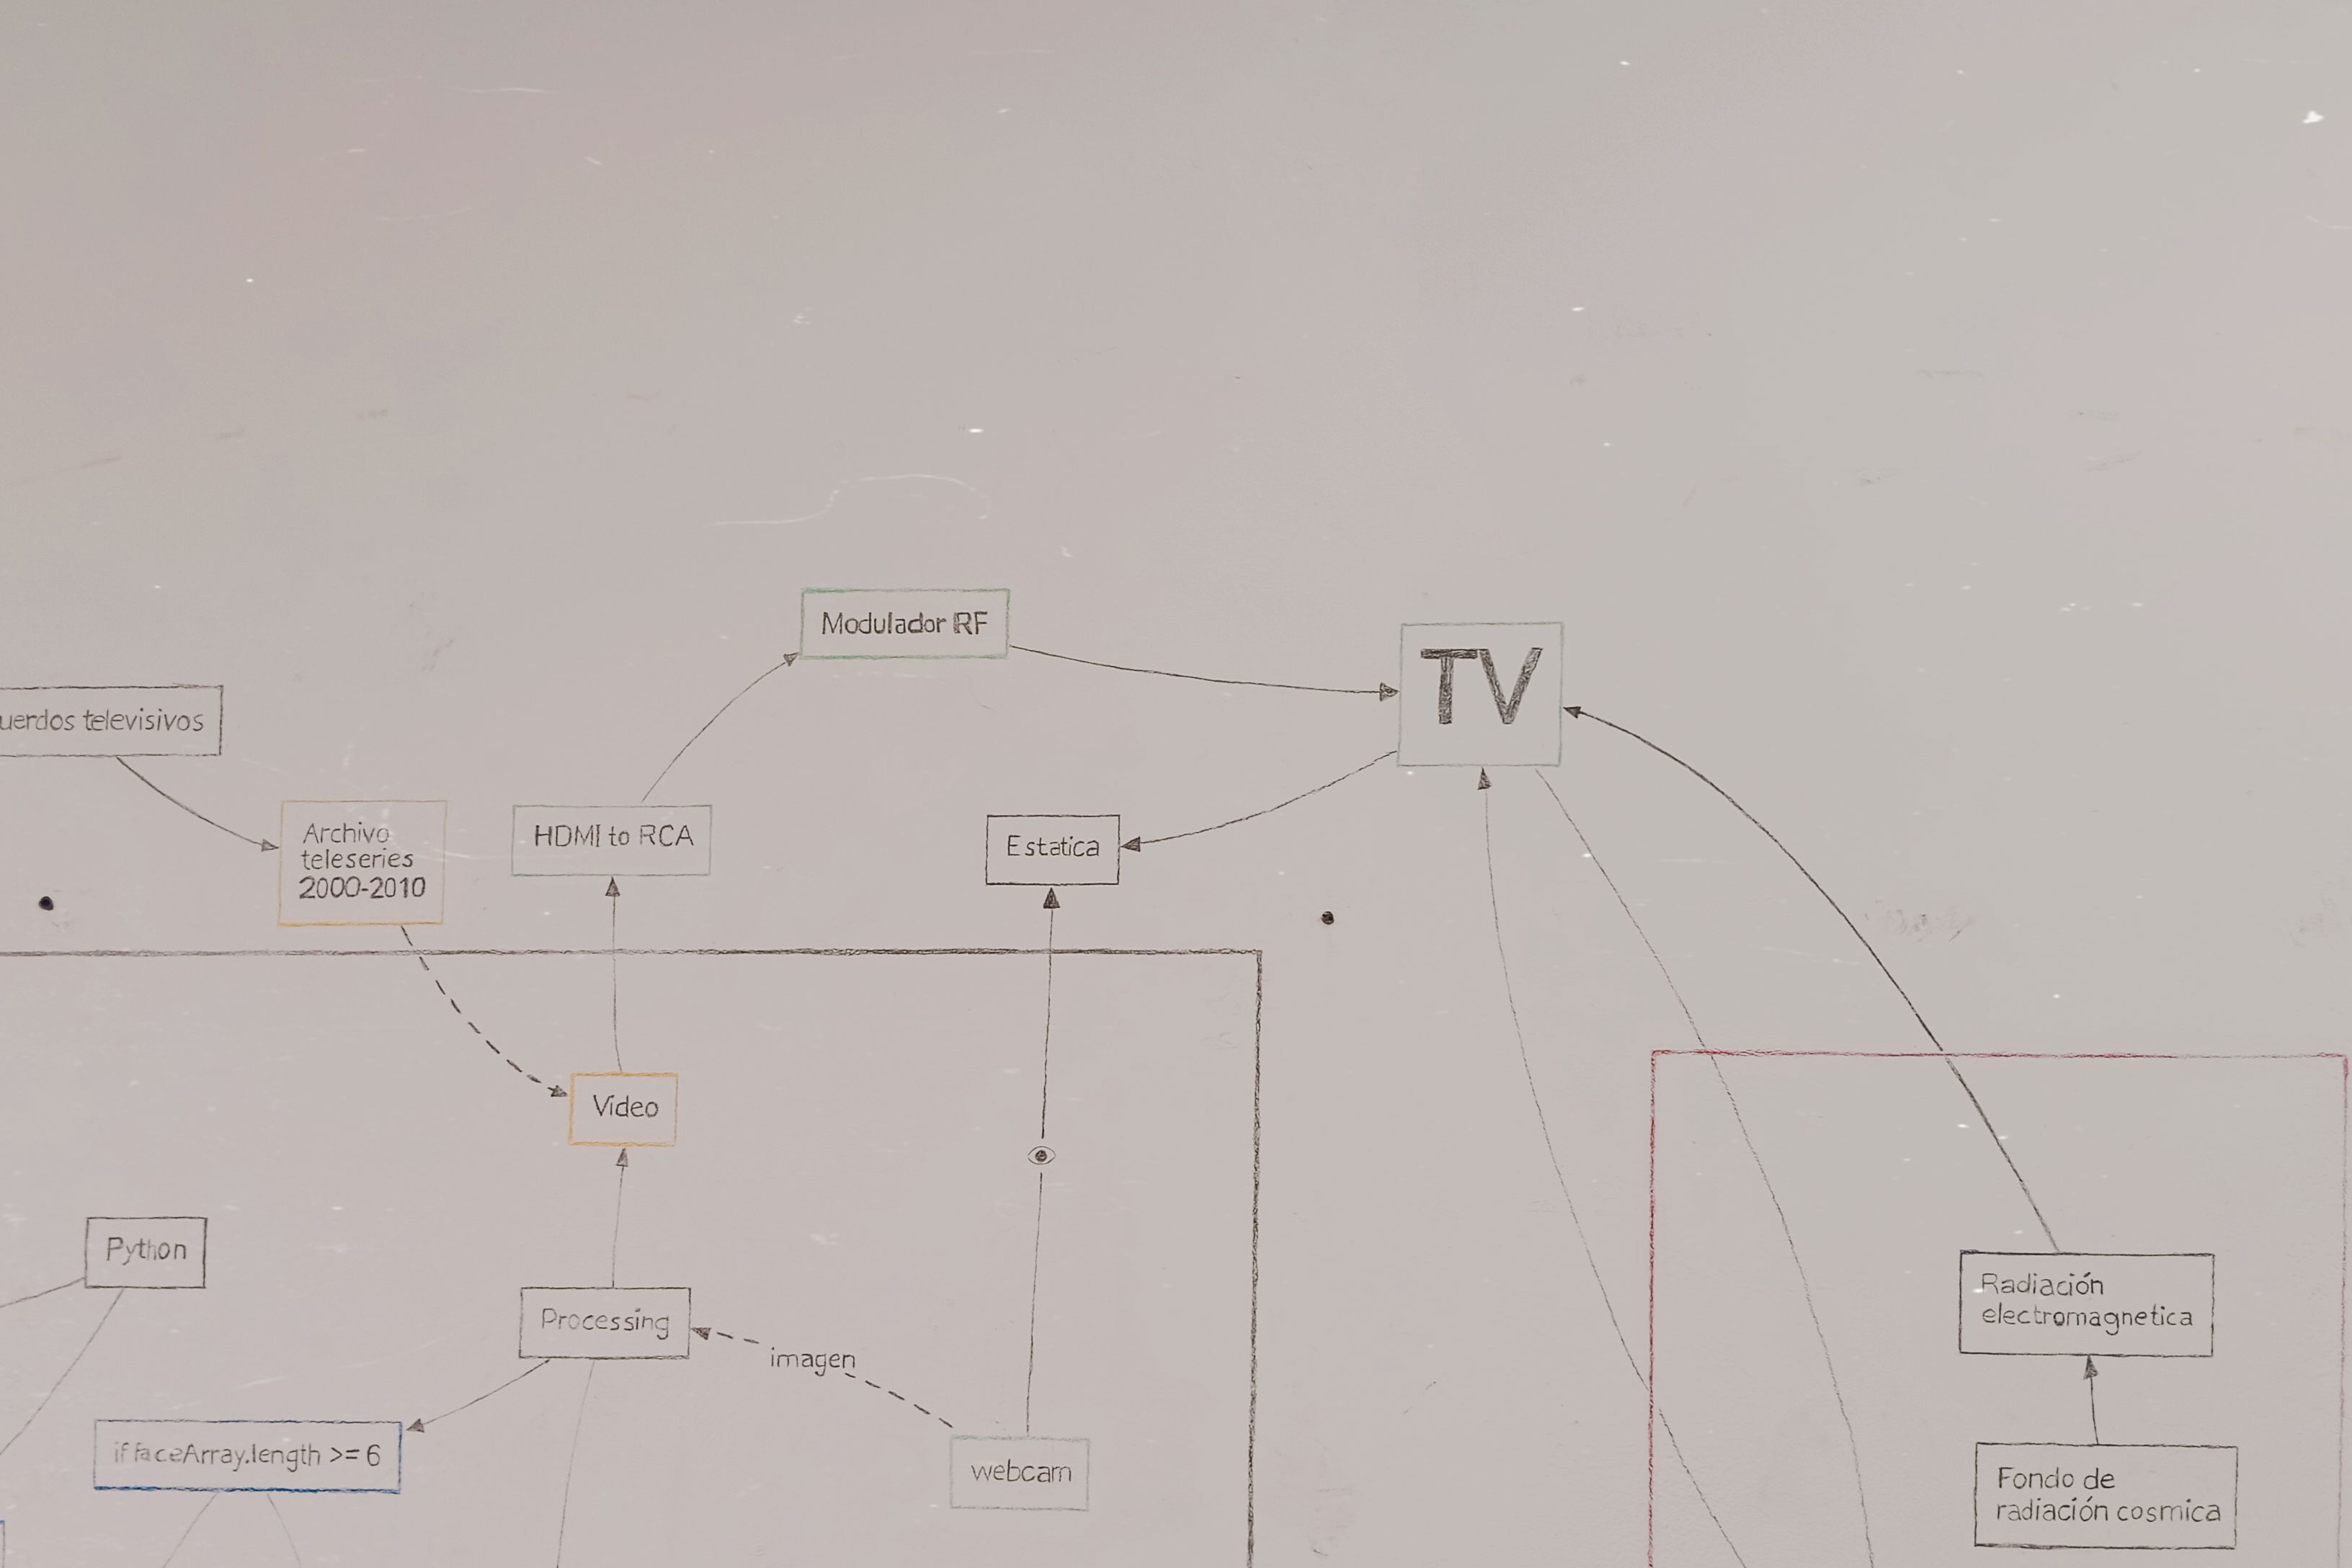 Modulador RF
TV
uerdos televisivos
Archivo
teleseries
2000-2010
HDMI to RCA
Estatica
Video
Python
Processing
imagen
if faceArray.length >= 6
webcam
Radiación
electromagnetica
Fondo de
radiación cosmica